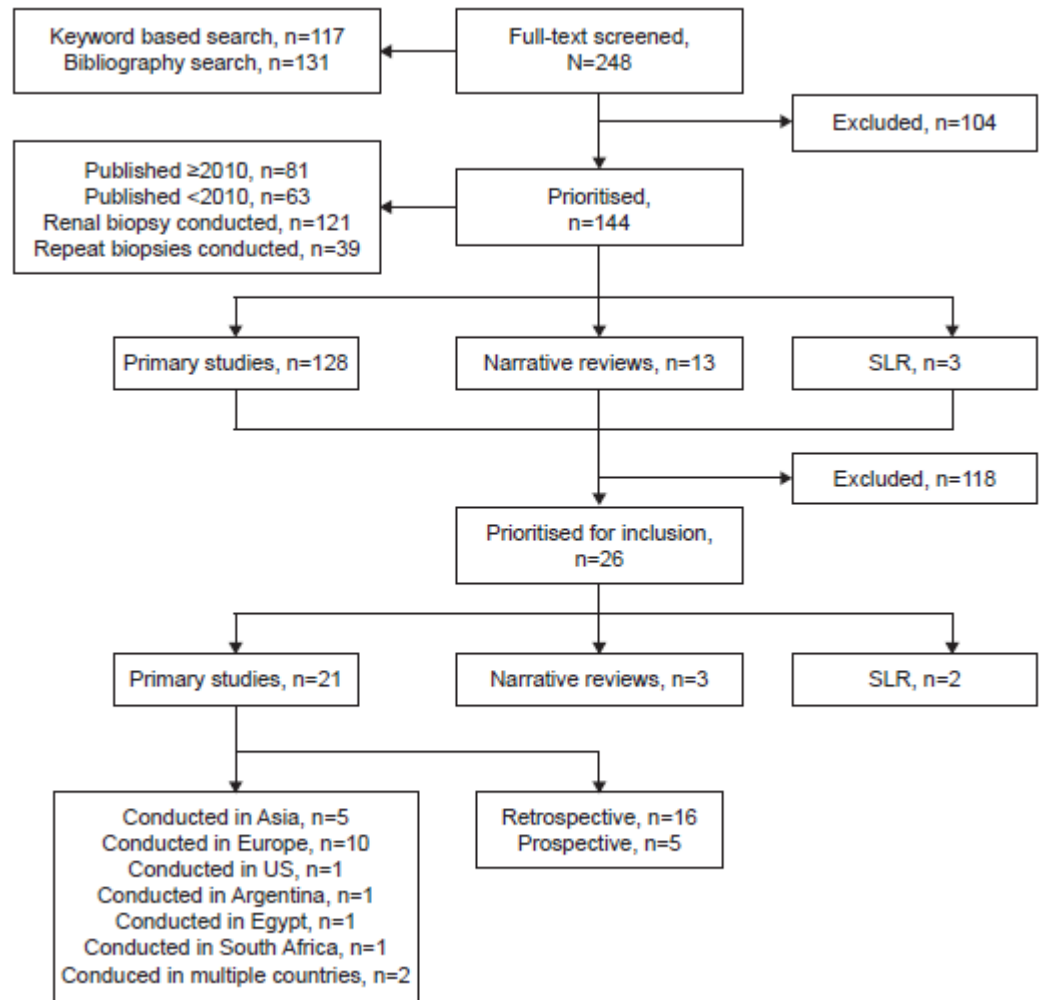 Keyword based search, n=117
Bibliography search, n=131
Full-text screened,
N=248
Excluded, n=104
Published ≥2010, n=81
Published <2010, n=63
Renal biopsy conducted, n=121
Repeat biopsies conducted, n=39
Prioritised,
n=144
Primary studies, n=128
Narrative reviews, n=13
SLR, n=3
Excluded, n=118
Prioritised for inclusion,
n=26
Primary studies, n=21
Narrative reviews, n=3
SLR, n=2
Conducted in Asia, n=5
Conducted in Europe, n=10
Conducted in US, n=1
Conducted in Argentina, n=1
Conducted in Egypt, n=1
Conducted in South Africa, n=1
Conduced in multiple countries, n=2
Retrospective, n=16
Prospective, n=5